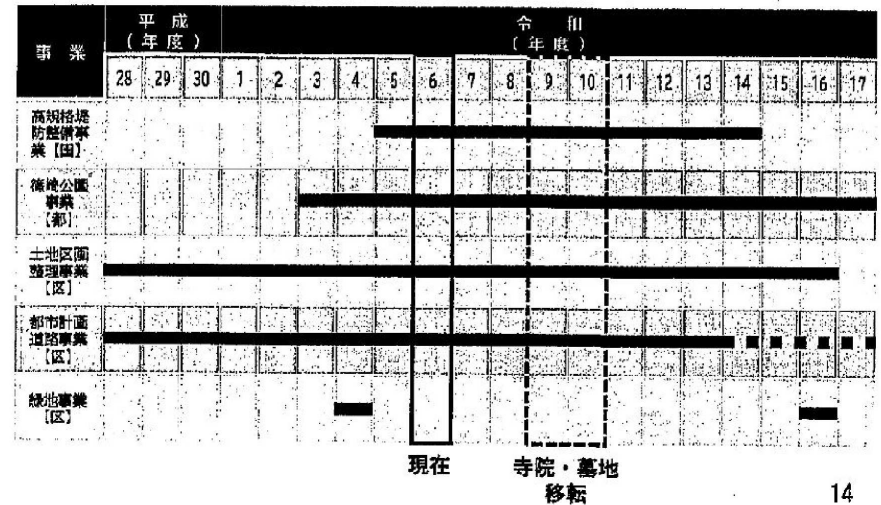 事業
平成
(年度)
令和
(年度)
28 29 30 1 2 3 4 5 6 7 8 9 10 11 12 13 14 15 16 17
高規格堤
防整備事
業【国】
篠崎公園
事業
【都】
土地区画
整理事業
【区】
都市計画
道路事業
【区】
緑地事業
【区】
現在
寺院・墓地
移転
14